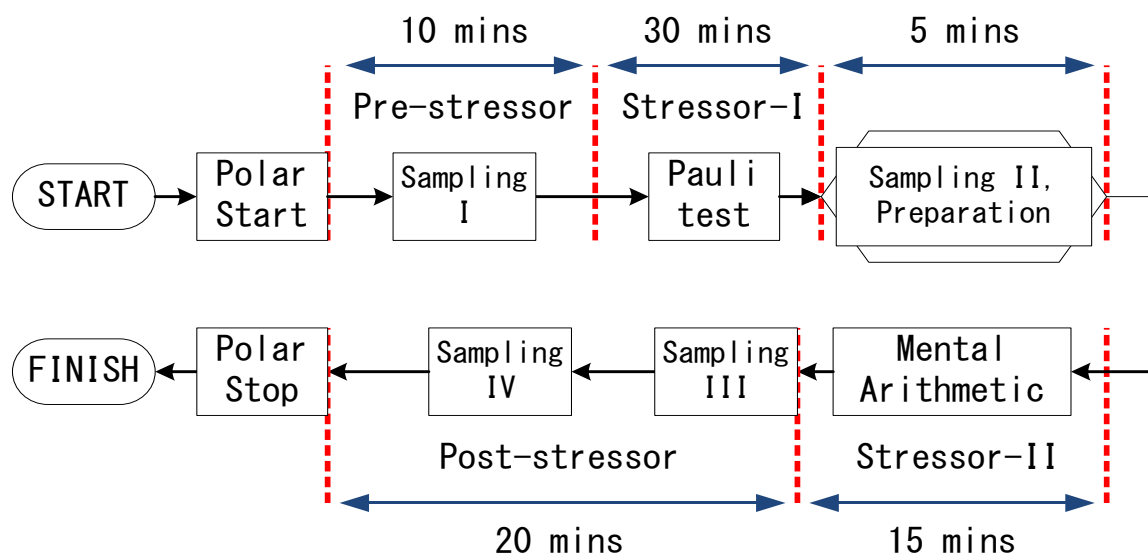 10 mins
30 mins
5 mins
Pre-stressor
Stressor-I
START
Polar
Start
Sampling
I
Pauli
test
Sampling II,
Preparation
FINISH
Polar
Stop
Sampling
IV
Sampling
III
Mental
Arithmetic
Post-stressor
Stressor-II
20 mins
15 mins